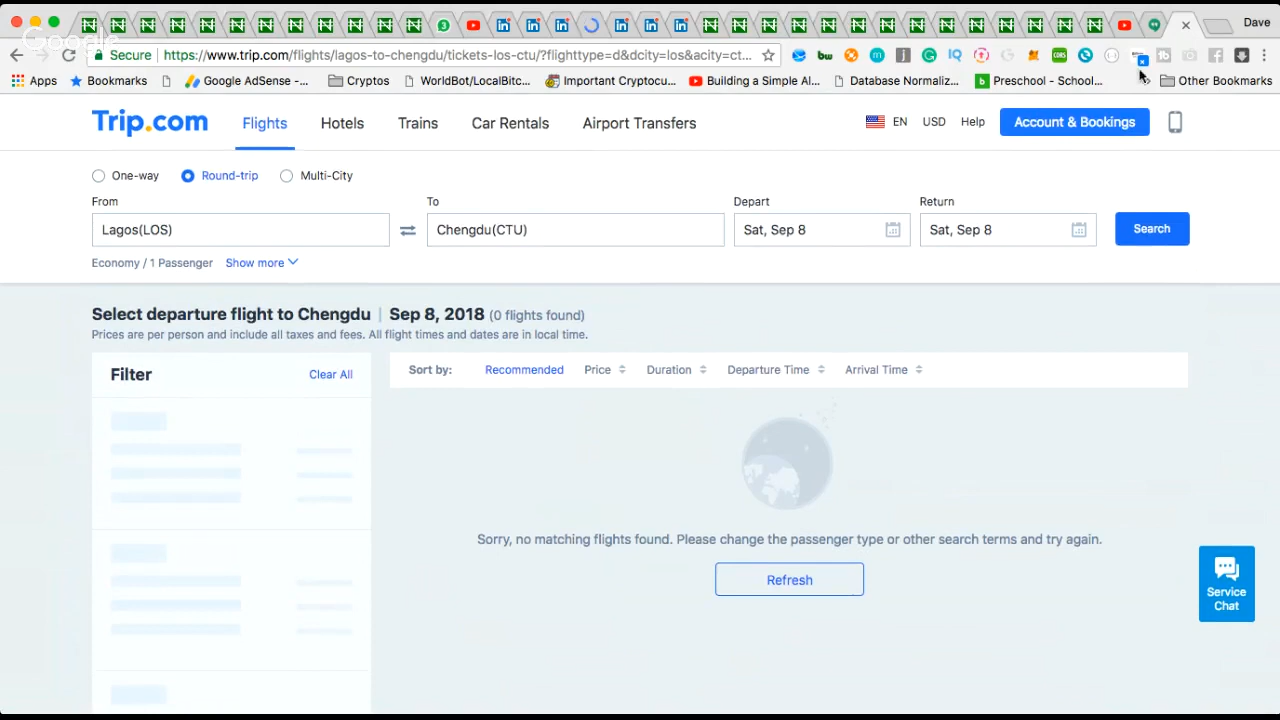 Dave
Google
Secure https://www.trip.com/flights/lagos-to-chengdu/tickets-los-ctu/?flighttype=d&dcity=los&acity=ct...
Apps Bookmarks Google AdSense -... Cryptos WorkHot/LocalBitc... Important Cryptocu... Building a Simple Al... Database Normaliz... Preschool - School... Other Bookmarks
Trip.com Flights Hotels Trains Car Rentals Airport Transfers EN USD Help Account & Bookings
One-way Round-trip Multi-City
From To Depart Return
Lagos(LOS) Chengdu(CTU) Sat, Sep 8 Sat, Sep 8 Search
Economy / 1 Passenger Show more
Select departure flight to Chengdu | Sep 8, 2018 (0 flights found)
Prices are per person and include all taxes and fees. All flight times and dates are in local time.
Filter Clear All Sort by: Recommended Price Duration Departure Time Arrival Time
Sorry, no matching flights found. Please change the passenger type or other search terms and try again.
Refresh
Service
Chat